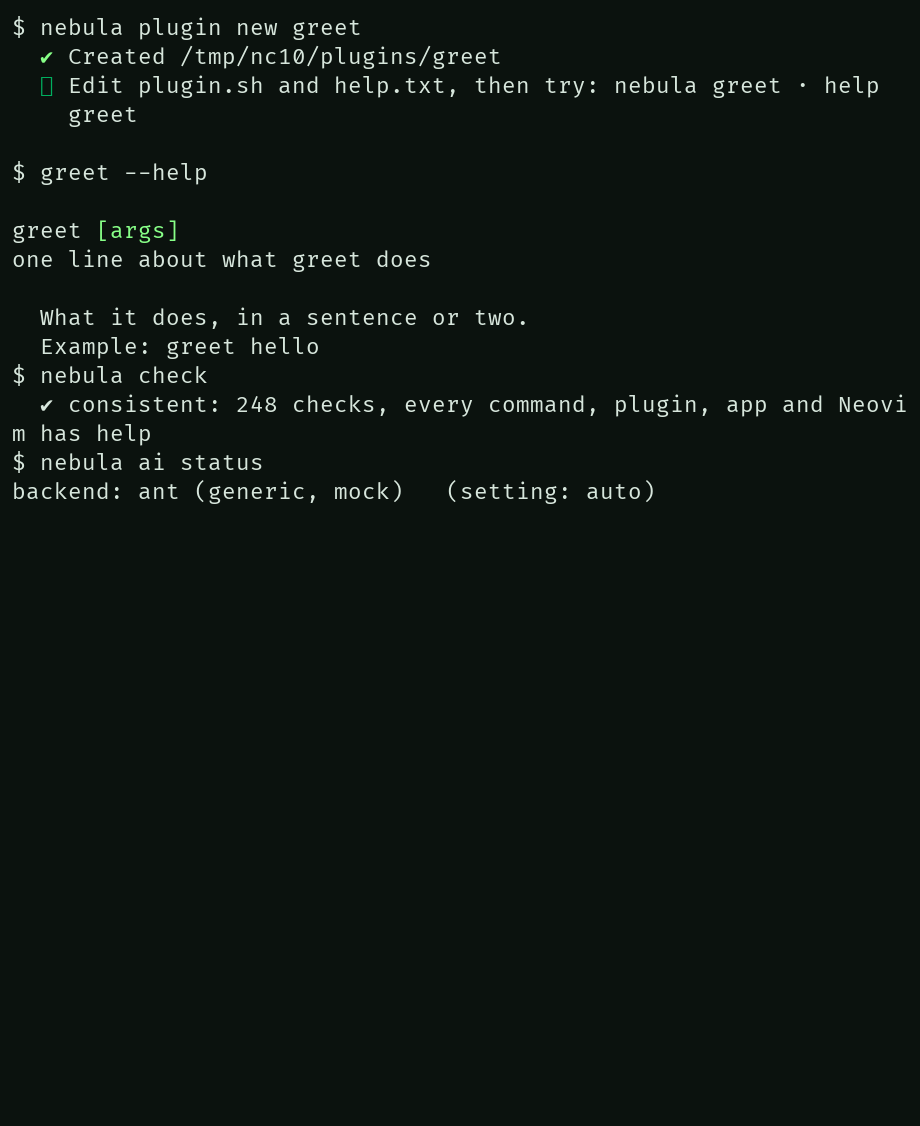 $ nebula plugin new greet
✔ Created /tmp/nc10/plugins/greet
Edit plugin.sh and help.txt, then try: nebula greet · help
greet
$ greet --help
greet [args]
one line about what greet does
What it does, in a sentence or two.
Example: greet hello
$ nebula check
✔ consistent: 248 checks, every command, plugin, app and Neovi
m has help
$ nebula ai status
backend: ant (generic, mock)   (setting: auto)